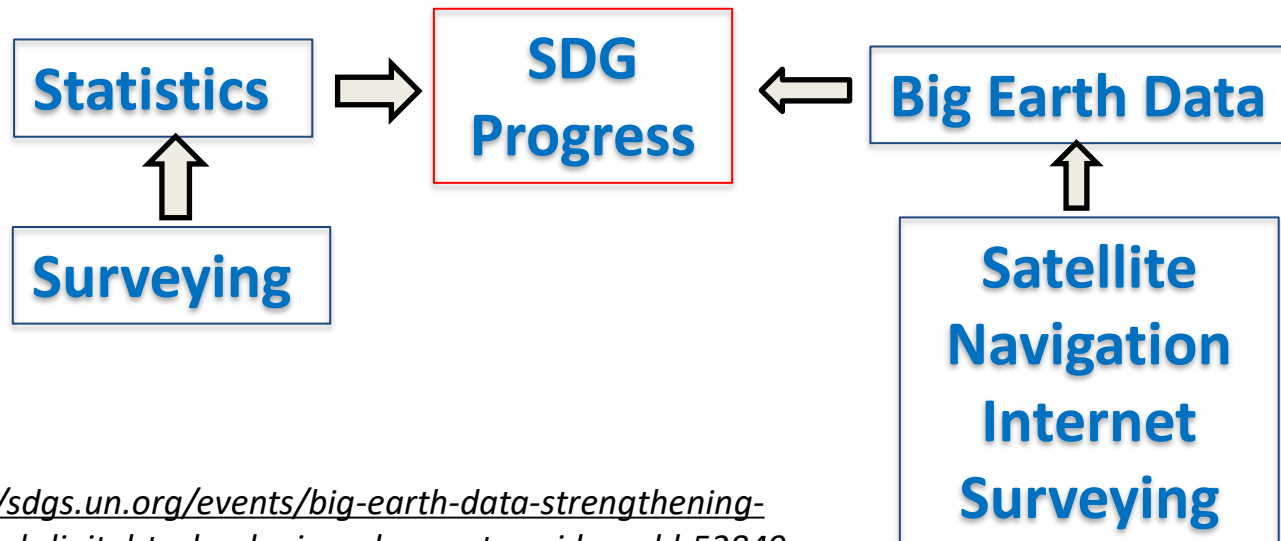 Statistics
SDG
Progress
Big Earth Data
Surveying
Satellite
Navigation
Internet
Surveying
/sdgs.un.org/events/big-earth-data-strengthening-